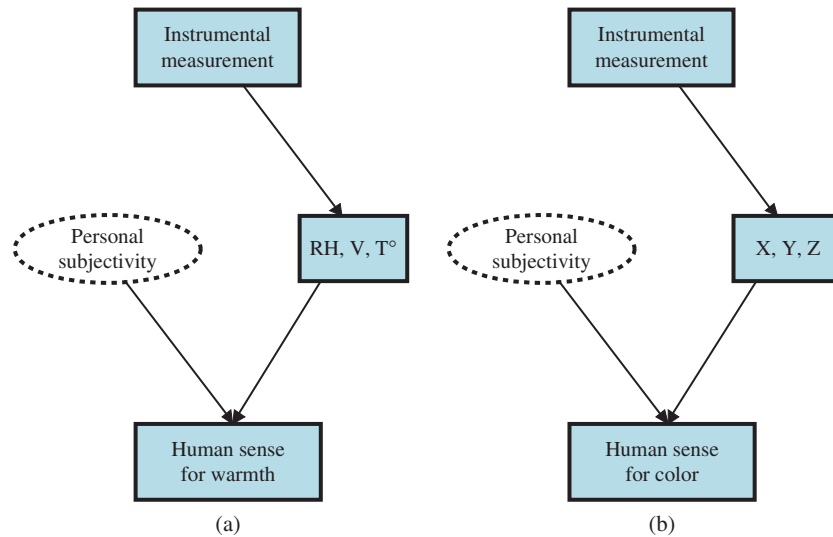 Instrumental
measurement
Personal
subjectivity
RH, V, T°
Human sense
for warmth
(a)
Instrumental
measurement
Personal
subjectivity
X, Y, Z
Human sense
for color
(b)